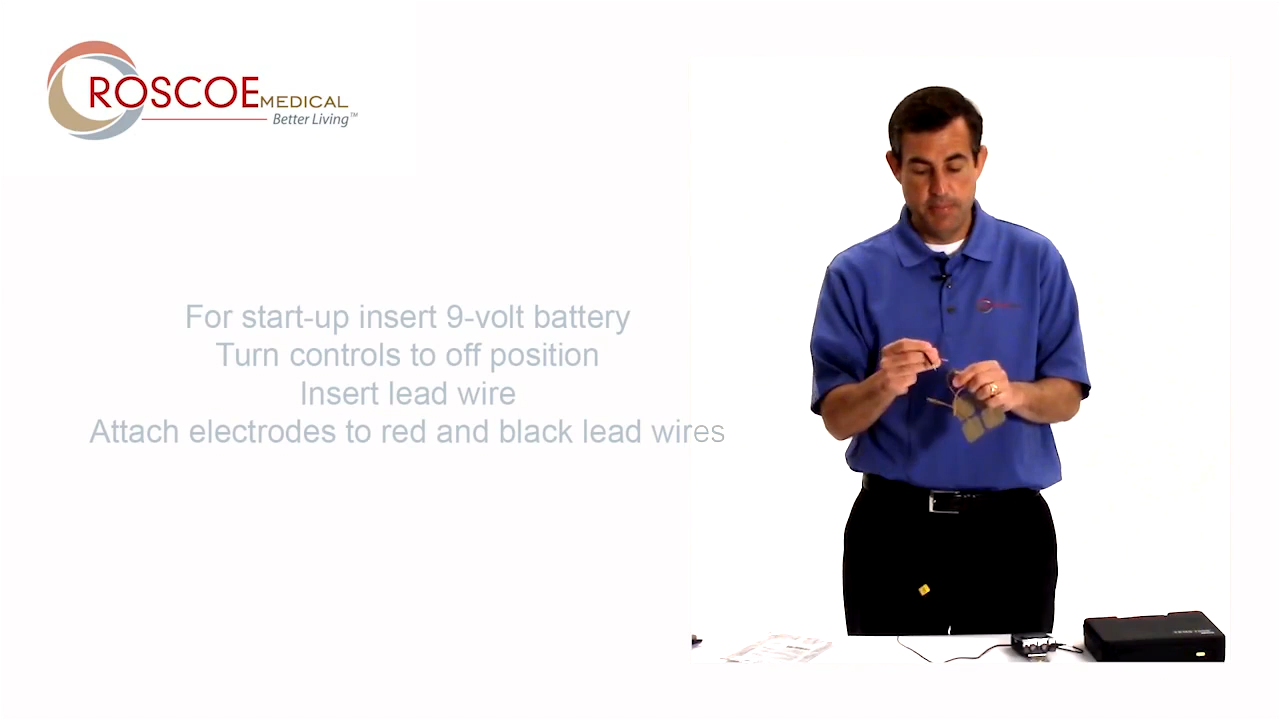 ROSCOE MEDICAL
Better Living™
For start-up insert 9-volt battery
Turn controls to off position
Insert lead wire
Attach electrodes to red and black lead wires